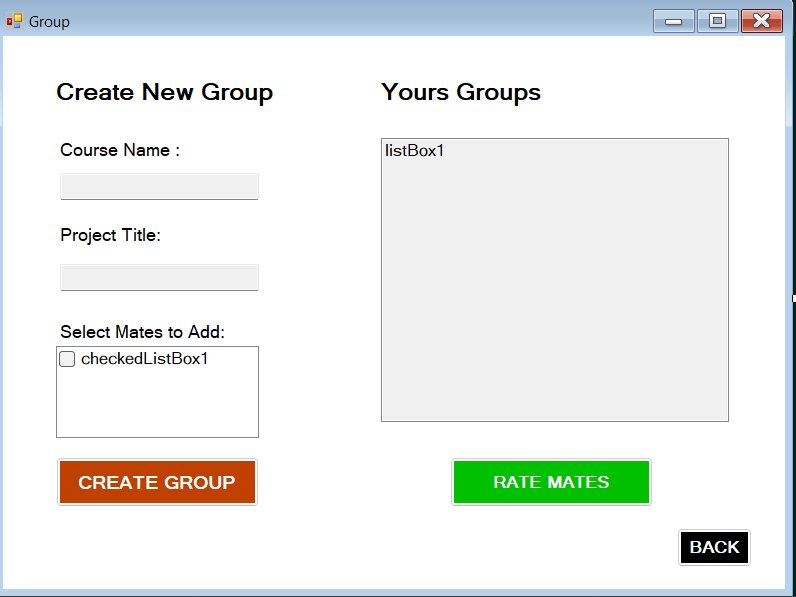 Group
Create New Group
Yours Groups
Course Name :
listBox1
Project Title:
Select Mates to Add:
checkedListBox1
CREATE GROUP
RATE MATES
BACK